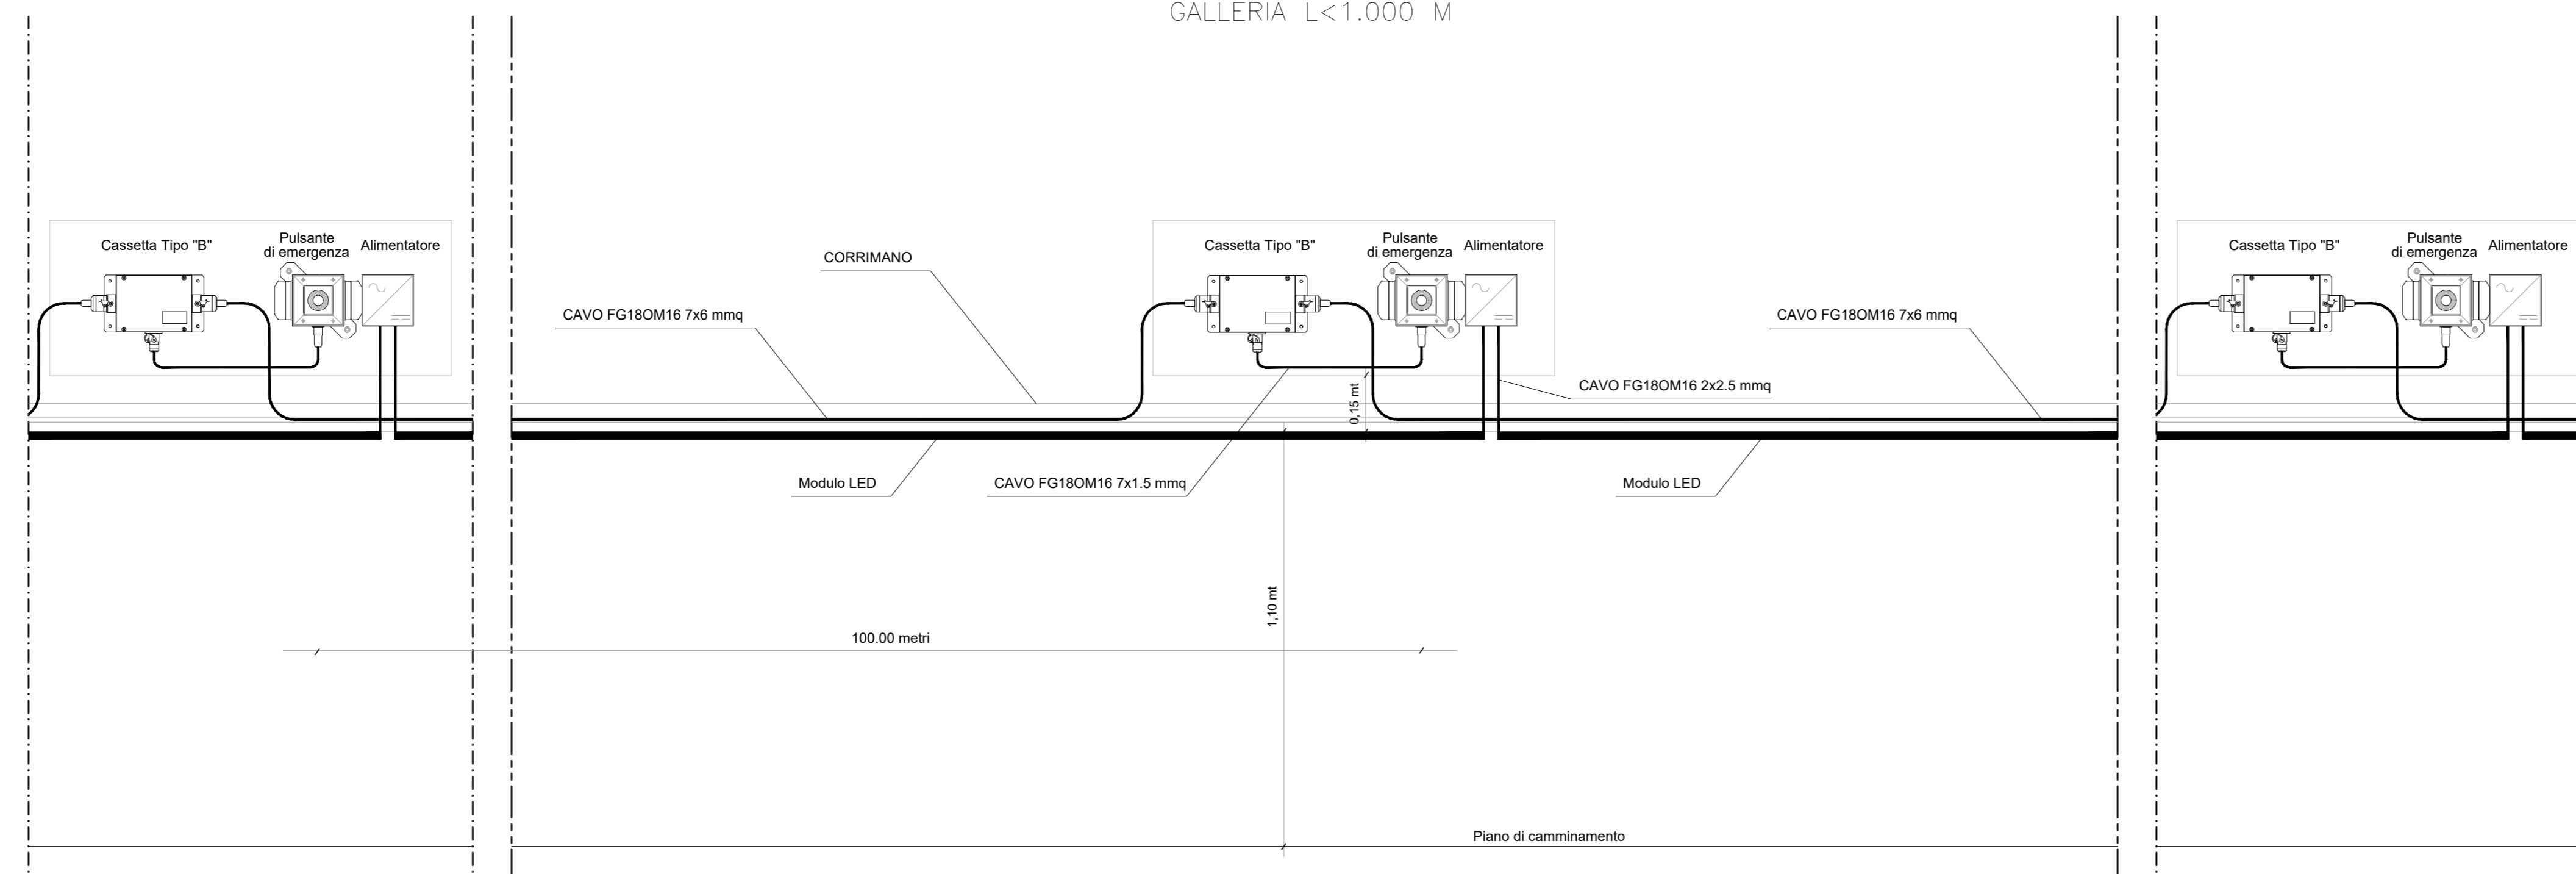 GALLERIA L<1.000 M
Cassetta Tipo "B"
Pulsante
di emergenza
Alimentatore
CORRIMANO
CAVO FG18OM16 7x6 mmq
Cassetta Tipo "B"
Pulsante
di emergenza
Alimentatore
CAVO FG18OM16 7x6 mmq
CAVO FG18OM16 2x2.5 mmq
0,15 mt
Cassetta Tipo "B"
Pulsante
di emergenza
Alimentatore
Modulo LED
CAVO FG18OM16 7x1.5 mmq
Modulo LED
1,10 mt
100.00 metri
Piano di camminamento